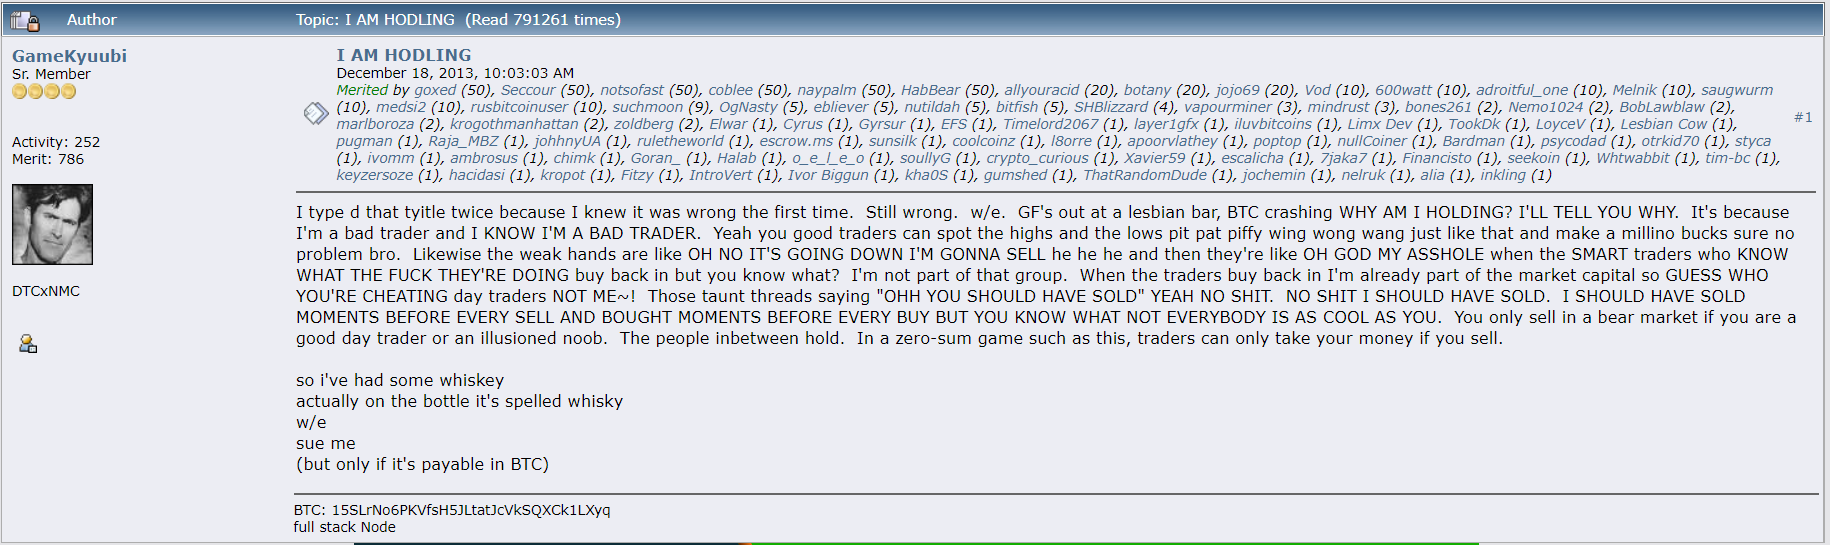 Author Topic: I AM HODLING (Read 791261 times)
GameKyuubi
Sr. Member
Activity: 252
Merit: 786
DTCxNMC
I AM HODLING
December 18, 2013, 10:03:03 AM
Merited by goxed (50), Seccour (50), notsofast (50), coblee (50), naypalm (50), HabBear (50), allyouracid (20), botany (20), jojo69 (20), Vod (10), 600watt (10), adroitful_one (10), Melnik (10), saugwurm
(10), medsi2 (10), rusbitcoinuser (10), suchmoon (9), OgNasty (5), ebliever (5), nutildah (5), bitfish (5), SHBlizzard (4), vapourminer (3), mindrust (3), bones261 (2), Nemo1024 (2), BobLawblaw (2),
marlboroza (2), krogothmanhattan (2), zoldberg (2), Elwar (1), Cyrus (1), Gyrsur (1), EFS (1), Timelord2067 (1), layer1gfx (1), iluvbitcoins (1), Limx Dev (1), TookDk (1), LoyceV (1), Lesbian Cow (1),
pugman (1), Raja_MBZ (1), johhnyUA (1), ruletheworld (1), escrow.ms (1), sunsilk (1), coolcoinz (1), l8orre (1), apoorvlathey (1), poptop (1), nullCoiner (1), Bardman (1), psycodad (1), otrkid70 (1), styca
(1), ivomm (1), ambrosus (1), chimk (1), Goran_ (1), Halab (1), o_e_l_e_o (1), soullyG (1), crypto_curious (1), Xavier59 (1), escalicha (1), 7jaka7 (1), Financisto (1), seekoin (1), Whtwabbit (1), tim-bc (1),
keyzersoze (1), hacidasi (1), kropot (1), Fitzy (1), IntroVert (1), Ivor Biggun (1), kha0S (1), gumshed (1), ThatRandomDude (1), jochemin (1), nelruk (1), alia (1), inkling (1)
#1
I type d that tyitle twice because I knew it was wrong the first time.  Still wrong.  w/e.  GF's out at a lesbian bar, BTC crashing WHY AM I HOLDING? I'LL TELL YOU WHY.  It's because
I'm a bad trader and I KNOW I'M A BAD TRADER.  Yeah you good traders can spot the highs and the lows pit pat piffy wing wong wang just like that and make a millino bucks sure no
problem bro.  Likewise the weak hands are like OH NO IT'S GOING DOWN I'M GONNA SELL he he he and then they're like OH GOD MY ASSHOLE when the SMART traders who KNOW
WHAT THE FUCK THEY'RE DOING buy back in but you know what?  I'm not part of that group.  When the traders buy back in I'm already part of the market capital so GUESS WHO
YOU'RE CHEATING day traders NOT ME~!  Those taunt threads saying "OHH YOU SHOULD HAVE SOLD" YEAH NO SHIT.  NO SHIT I SHOULD HAVE SOLD.  I SHOULD HAVE SOLD
MOMENTS BEFORE EVERY SELL AND BOUGHT MOMENTS BEFORE EVERY BUY BUT YOU KNOW WHAT NOT EVERYBODY IS AS COOL AS YOU.  You only sell in a bear market if you are a
good day trader or an illusioned noob.  The people inbetween hold.  In a zero-sum game such as this, traders can only take your money if you sell.
so i've had some whiskey
actually on the bottle it's spelled whisky
w/e
sue me
(but only if it's payable in BTC)
BTC: 15SLrNo6PKVfsH5JLtatJcVkSQXCk1LXyq
full stack Node